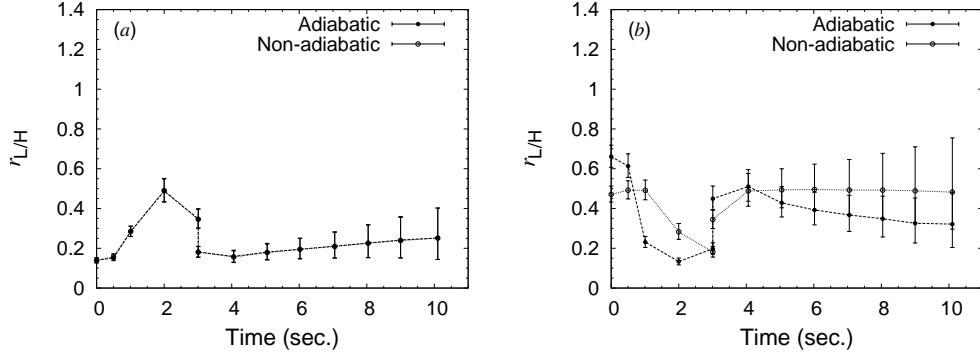 (a)
Adiabatic
Non-adiabatic
1.4
1.2
1
0.8
0.6
0.4
0.2
0
r_L/H
0 2 4 6 8 10
Time (sec.)
(b)
Adiabatic
Non-adiabatic
1.4
1.2
1
0.8
0.6
0.4
0.2
0
r_L/H
0 2 4 6 8 10
Time (sec.)